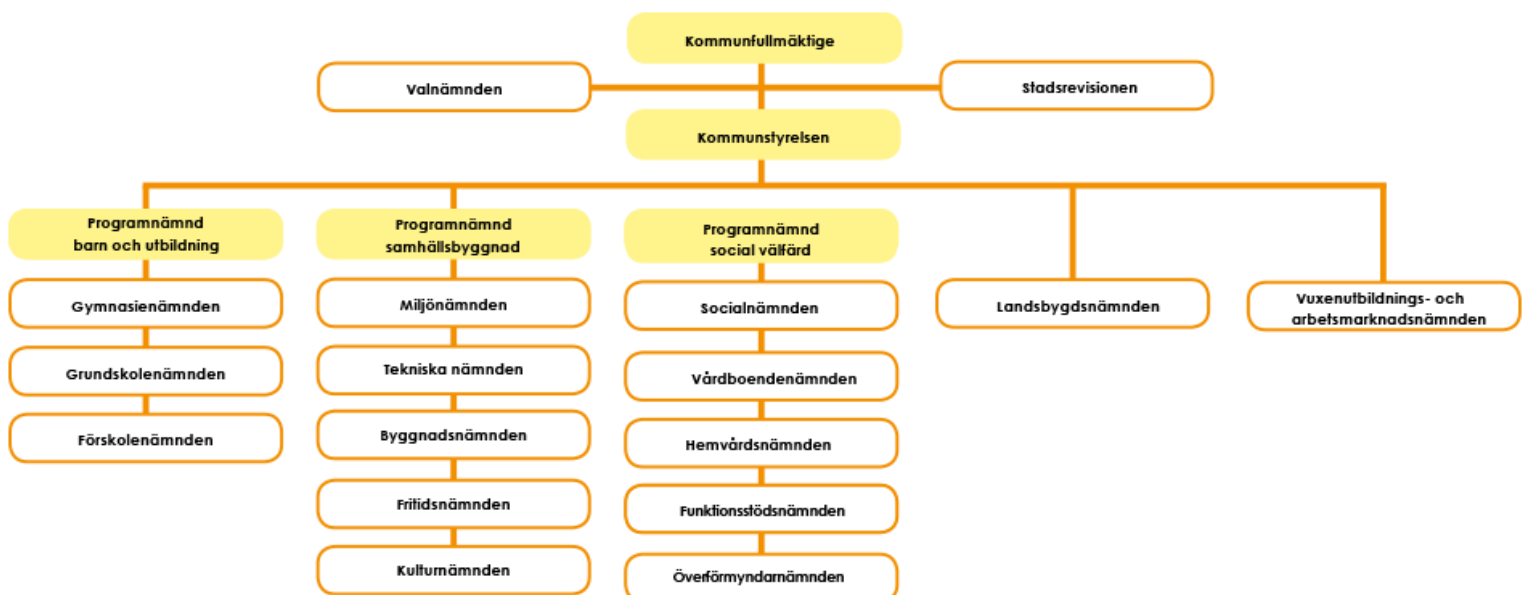 Kommunfullmäktige
Valnämnden
Stadsrevisionen
Kommunstyrelsen
Programnämnd
barn och utbildning
Gymnasienämnden
Grundskolenämnden
Förskolenämnden
Programnämnd
samhällsbyggnad
Miljönämnden
Tekniska nämnden
Byggnadsnämnden
Fritidsnämnden
Kulturnämnden
Programnämnd
social välfärd
Socialnämnden
Vårdboendenämnden
Hemvårdsnämnden
Funktionsstödsnämnden
Överförmyndarnämnden
Landsbygdsnämnden
Vuxenutbildnings- och
arbetsmarknadsnämnden